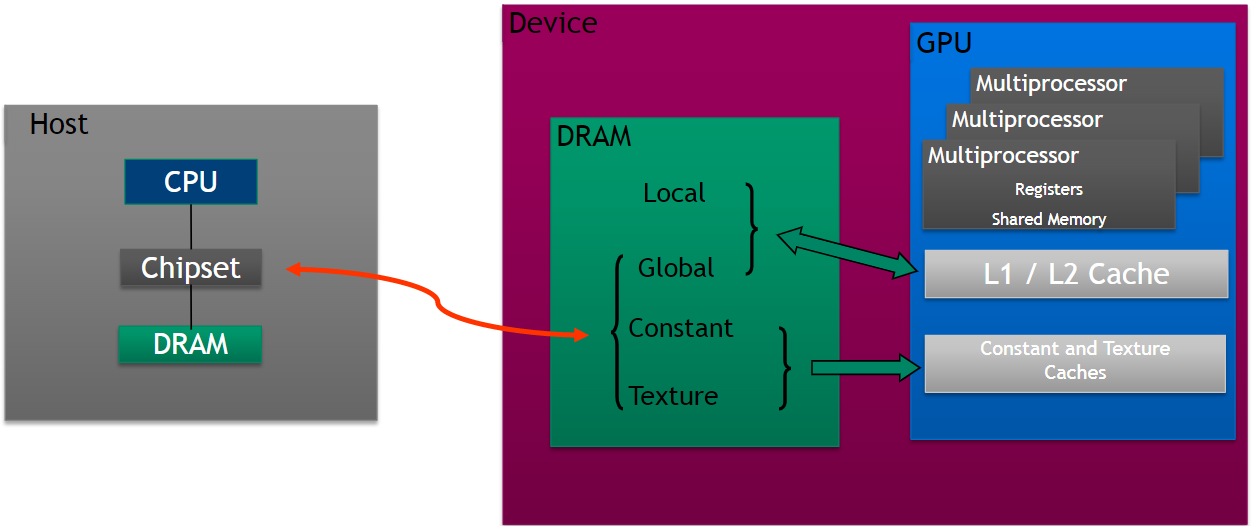 Host
CPU
Chipset
DRAM
Device
DRAM
Local
Global
Constant
Texture
GPU
Multiprocessor
Multiprocessor
Multiprocessor
Registers
Shared Memory
L1 / L2 Cache
Constant and Texture
Caches